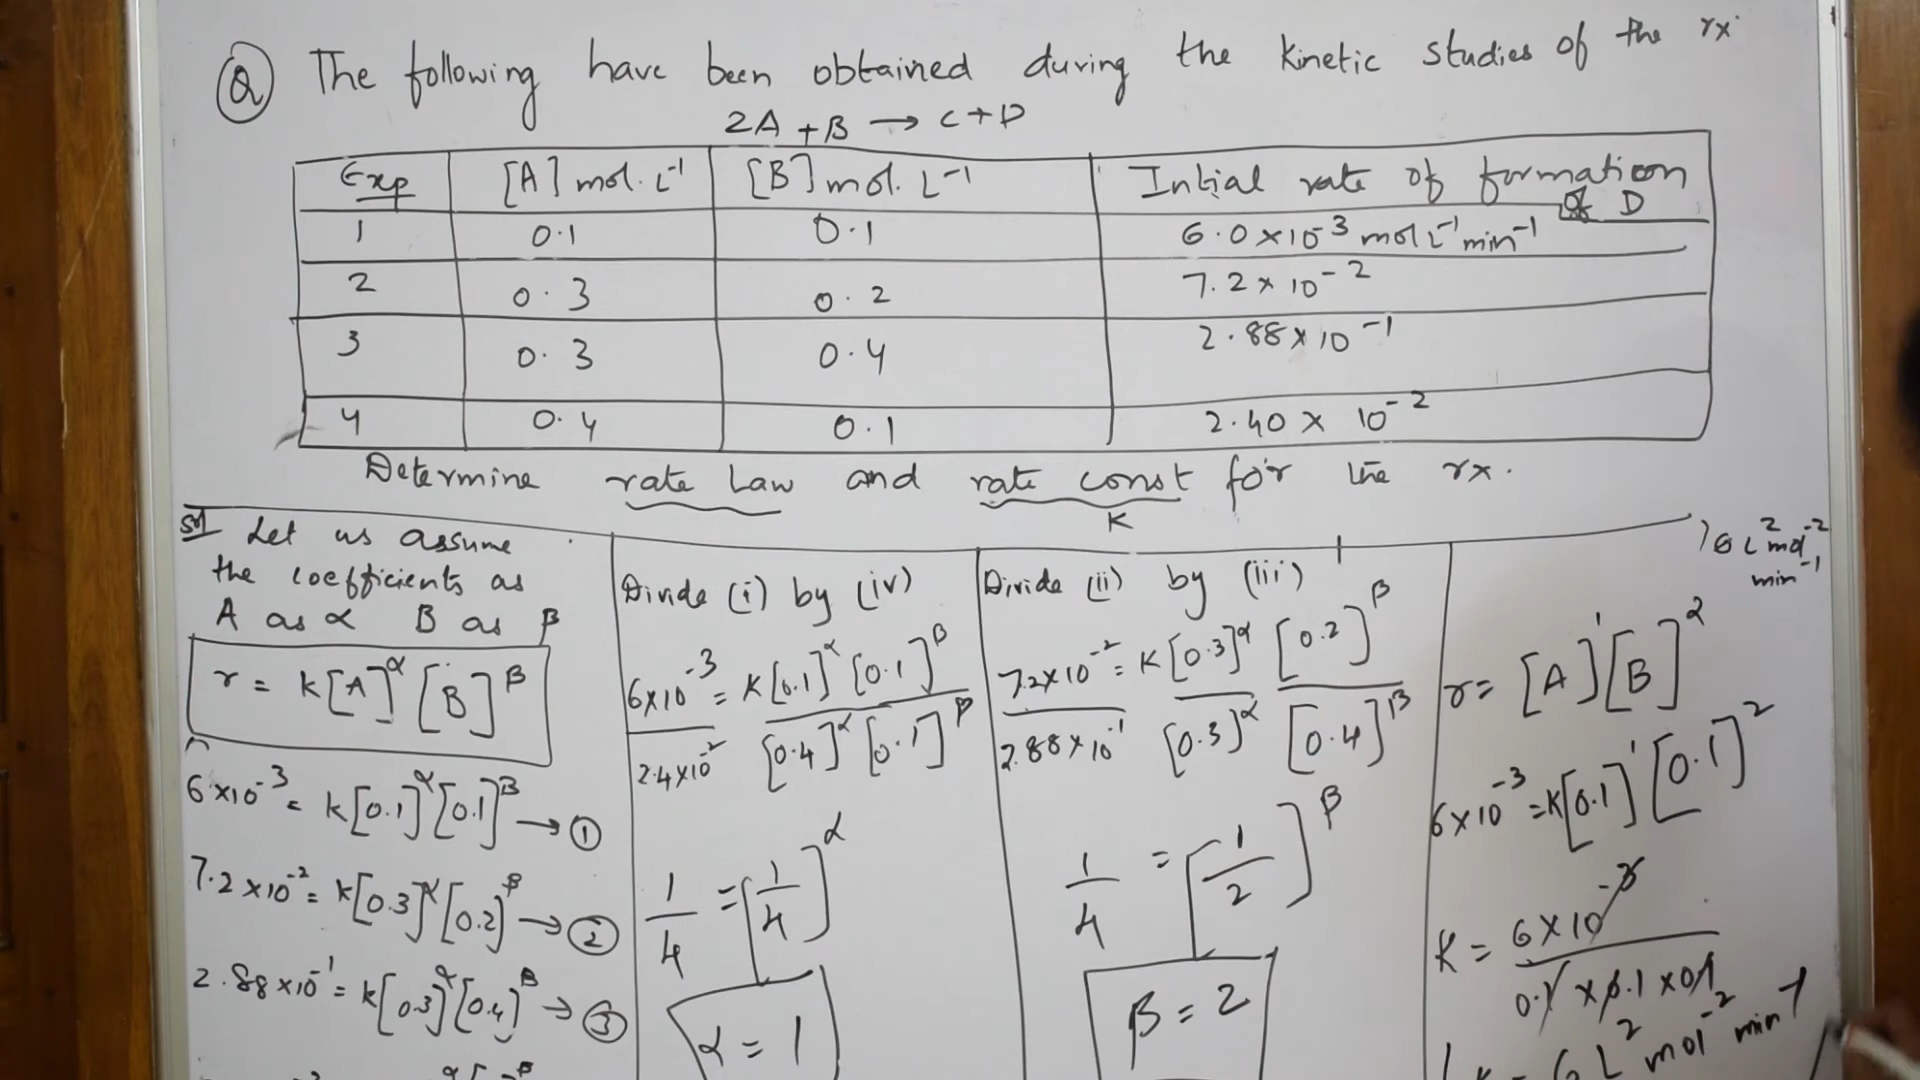 Q The following have been obtained during the kinetic studies of the rx
2A + B → C + D
Exp [A] mol. L⁻¹ [B] mol. L⁻¹ Intial rate of formation of D
1 0.1 0.1 6.0 × 10⁻³ mol L⁻¹ min⁻¹
2 0.3 0.2 7.2 × 10⁻²
3 0.3 0.4 2.88 × 10⁻¹
4 0.4 0.1 2.40 × 10⁻²
Determine rate Law and rate const for the rx.
K
Sol Let us assume
the coefficients as
A as α B as β
r = K[A]^α [B]^β
6×10⁻³ = K[0.1]^α [0.1]^β → ①
7.2×10⁻² = K[0.3]^α [0.2]^β → ②
2.88×10⁻¹ = K[0.3]^α [0.4]^β → ③
Divide (i) by (iv)
6×10⁻³ = K[0.1]^α [0.1]^β
2.4×10⁻² [0.4]^α [0.1]^β
1/4 = [1/4]^α
α = 1
Divide (ii) by (iii)
7.2×10⁻² = K[0.3]^α [0.2]^β
2.88×10⁻¹ [0.3]^α [0.4]^β
1/4 = [1/2]^β
β = 2
6 L² mol⁻²
min⁻¹
r = [A]¹ [B]²
6×10⁻³ = K[0.1]¹ [0.1]²
K = 6×10⁻³
0.1 × 0.1 × 0.1
K = 6 L² mol⁻² min⁻¹